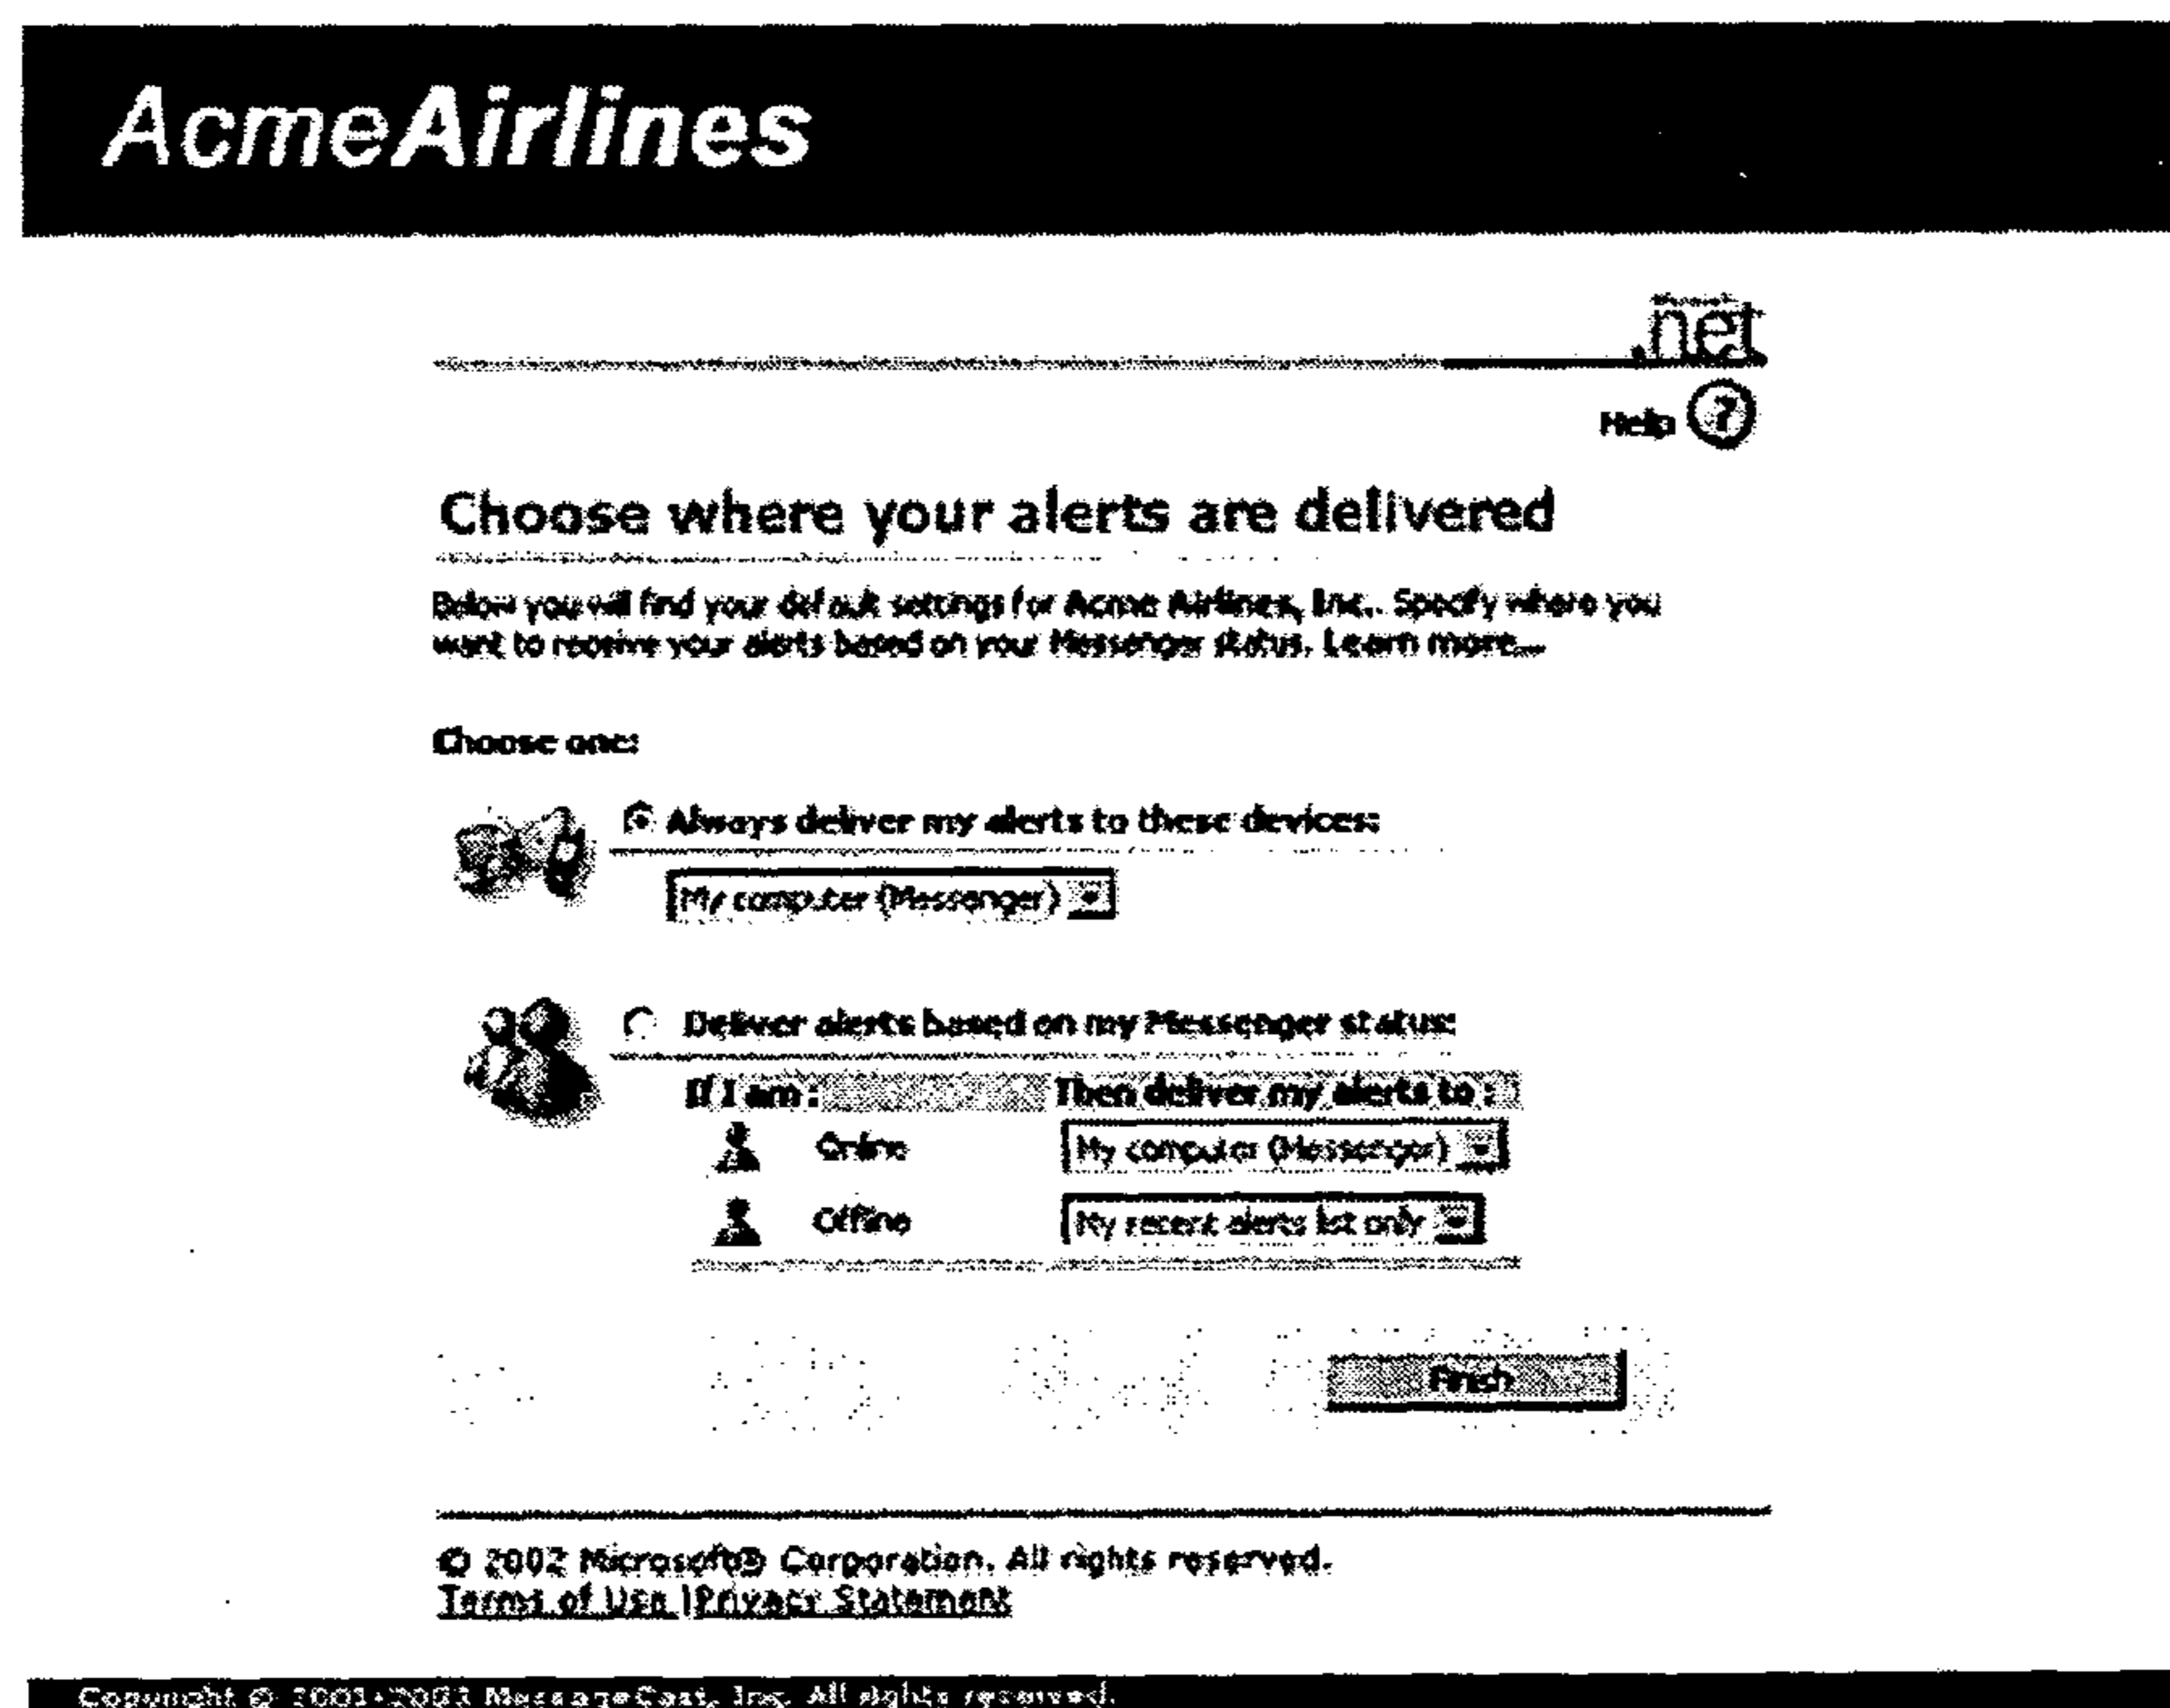 AcmeAirlines
.net
Help ?
Choose where your alerts are delivered
Below you will find your default settings for Acme Airlines, Inc.. Specify where you
want to receive your alerts based on your Messenger status. Learn more...
Choose one:
Always deliver my alerts to these devices:
My computer (Messenger)
Deliver alerts based on my Messenger status:
If I am: Then deliver my alerts to:
Online My computer (Messenger)
Offline My recent alerts list only
Finish
© 2002 Microsoft® Corporation. All rights reserved.
Terms of Use | Privacy Statement
Copyright © MessageCast, Inc. All rights reserved.